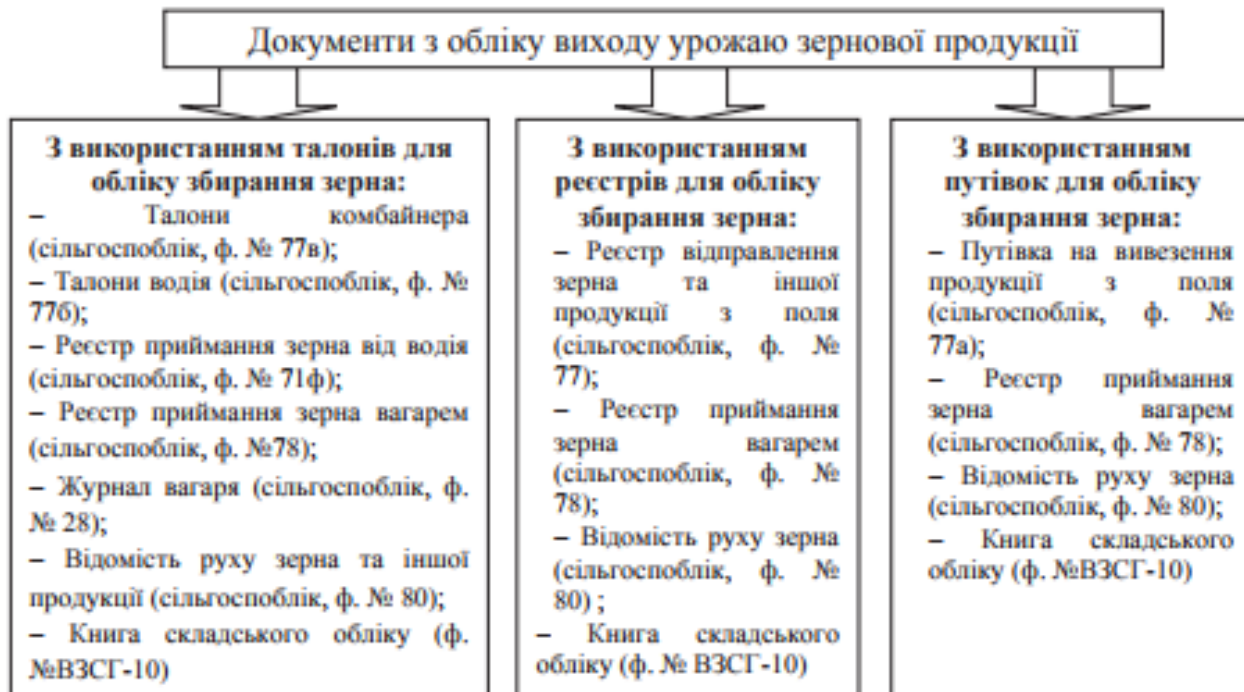 Документи з обліку виходу урожаю зернової продукції
З використанням талонів для
обліку збирання зерна:
– Талони комбайнера
(сільгоспоблік, ф. № 77в);
– Талони водія (сільгоспоблік, ф. №
77б);
– Реєстр приймання зерна від водія
(сільгоспоблік, ф. № 71ф);
– Реєстр приймання зерна вагарем
(сільгоспоблік, ф. №78);
– Журнал вагаря (сільгоспоблік, ф.
№ 28);
– Відомість руху зерна та іншої
продукції (сільгоспоблік, ф. № 80);
– Книга складського обліку (ф.
№ВЗСГ-10)
З використанням
реєстрів для обліку
збирання зерна:
– Реєстр відправлення
зерна та іншої
продукції з поля
(сільгоспоблік, ф. №
77);
– Реєстр приймання
зерна вагарем
(сільгоспоблік, ф. №
78);
– Відомість руху зерна
(сільгоспоблік, ф. №
80) ;
– Книга складського
обліку (ф. № ВЗСГ-10)
З використанням
путівок для обліку
збирання зерна:
– Путівка на вивезення
продукції з поля
(сільгоспоблік, ф. №
77а);
– Реєстр приймання
зерна вагарем
(сільгоспоблік, ф. № 78);
– Відомість руху зерна
(сільгоспоблік, ф. № 80);
– Книга складського
обліку (ф. №ВЗСГ-10)